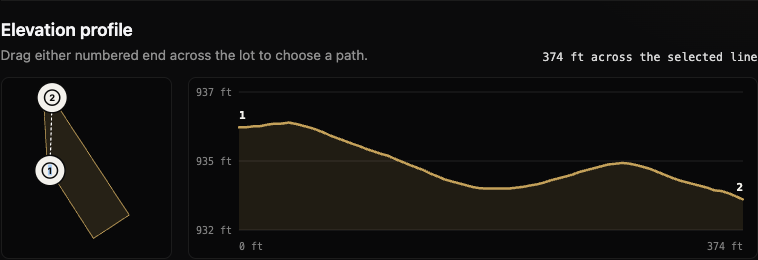 Elevation profile
Drag either numbered end across the lot to choose a path.
374 ft across the selected line
2
1
937 ft
1
935 ft
2
932 ft
0 ft
374 ft